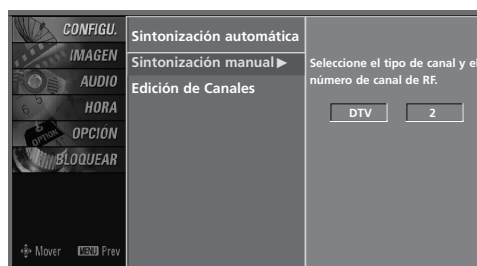 CONFIGU.
IMAGEN
AUDIO
HORA
OPCIÓN
BLOQUEAR
Mover MENU Prev
Sintonización automática
Sintonización manual ▶
Edición de Canales
Seleccione el tipo de canal y el
número de canal de RF.
DTV 2